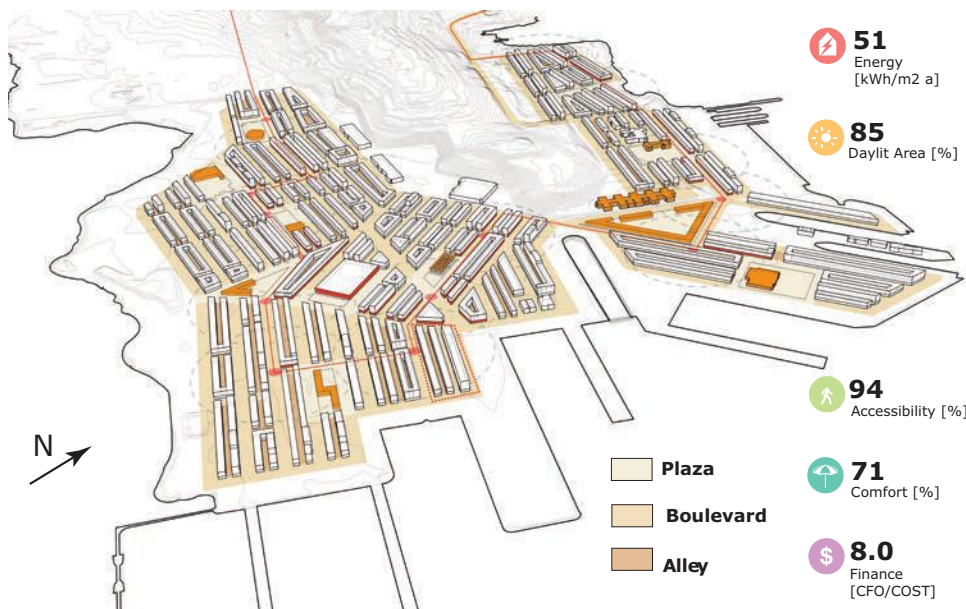 51
Energy
[kWh/m2 a]
85
Daylit Area [%]
94
Accessibility [%]
N
Plaza
71
Comfort [%]
Boulevard
Alley
8.0
$
Finance
[CFO/COST]